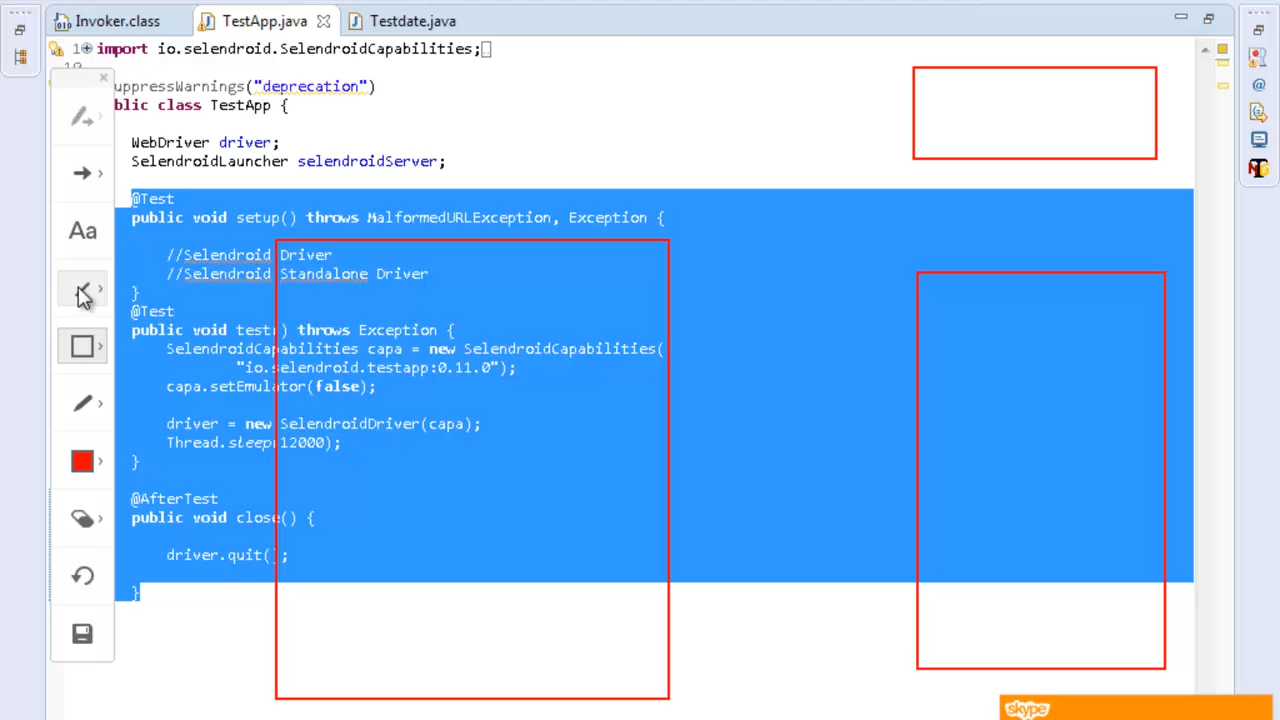 Invoker.class
TestApp.java
Testdate.java
1 import io.selendroid.SelendroidCapabilities;
uppressWarnings("deprecation")
blic class TestApp {
WebDriver driver;
SelendroidLauncher selendroidServer;
@Test
public void setup() throws MalformedURLException, Exception {
//Selendroid Driver
//Selendroid Standalone Driver
}
@Test
public void test() throws Exception {
SelendroidCapabilities capa = new SelendroidCapabilities(
"io.selendroid.testapp:0.11.0");
capa.setEmulator(false);
driver = new SelendroidDriver(capa);
Thread.sleep(12000);
}
@AfterTest
public void close() {
driver.quit();
}
Aa
skype